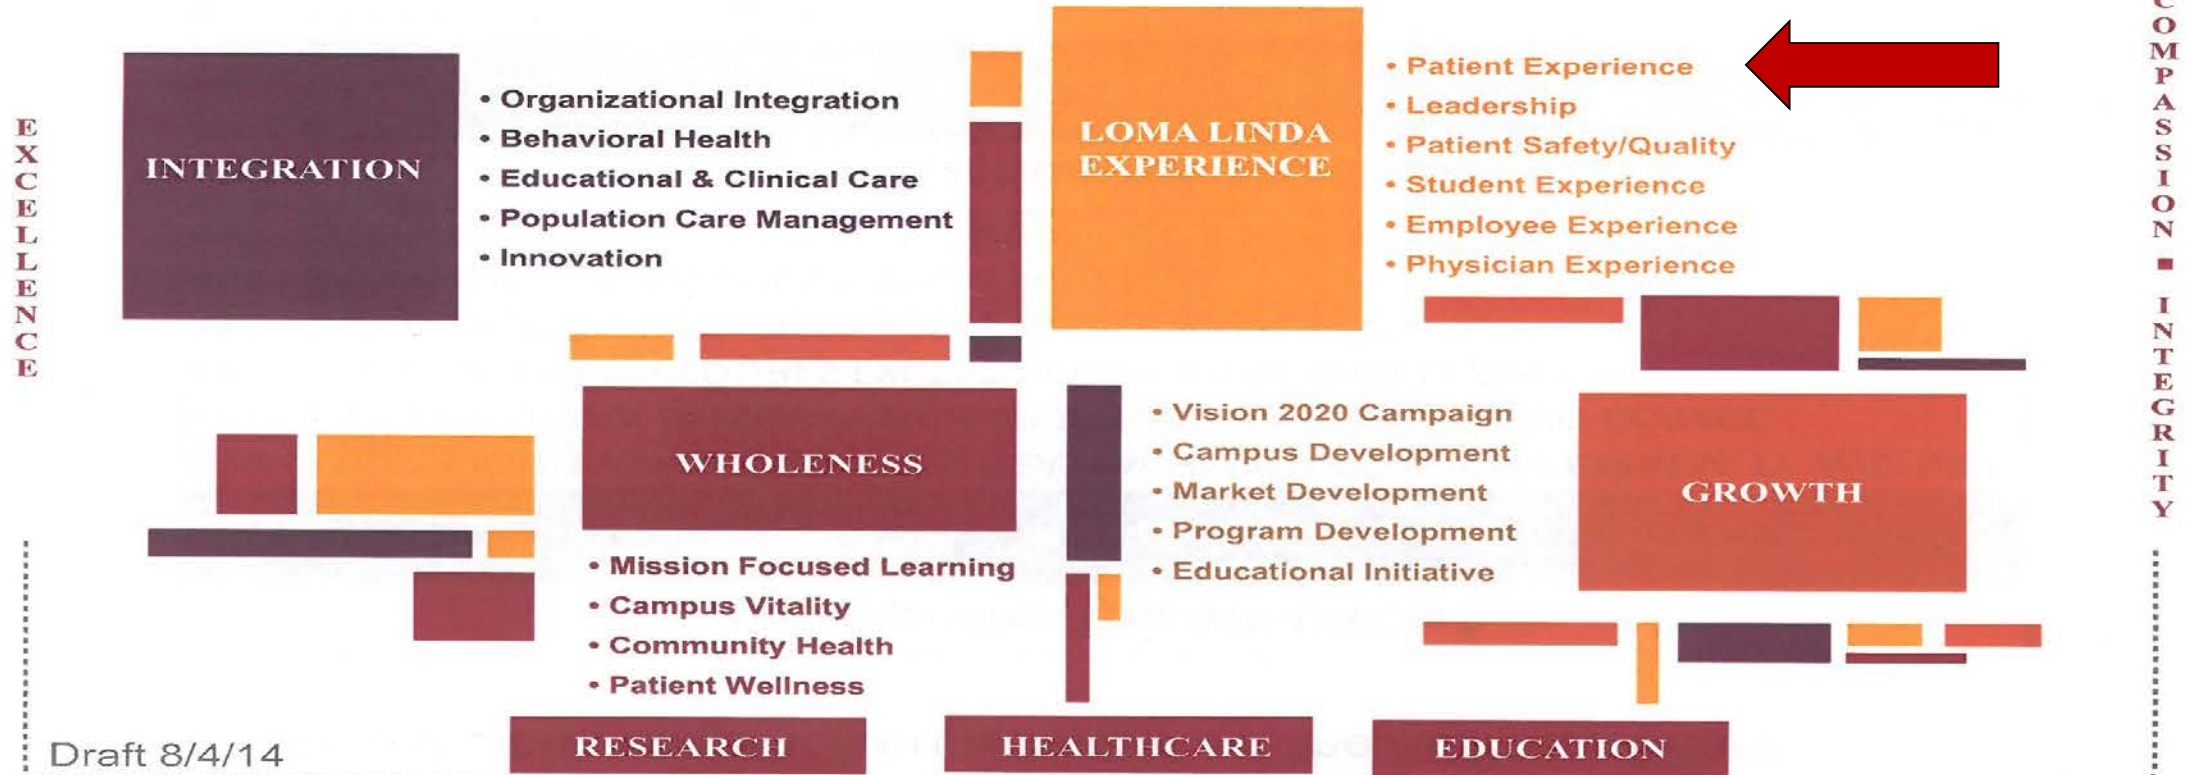 EXCELLENCE
INTEGRATION
• Organizational Integration
• Behavioral Health
• Educational & Clinical Care
• Population Care Management
• Innovation
LOMA LINDA
EXPERIENCE
• Patient Experience
• Leadership
• Patient Safety/Quality
• Student Experience
• Employee Experience
• Physician Experience
COMPASSION ■ INTEGRITY
WHOLENESS
• Mission Focused Learning
• Campus Vitality
• Community Health
• Patient Wellness
• Vision 2020 Campaign
• Campus Development
• Market Development
• Program Development
• Educational Initiative
GROWTH
RESEARCH
HEALTHCARE
EDUCATION
Draft 8/4/14